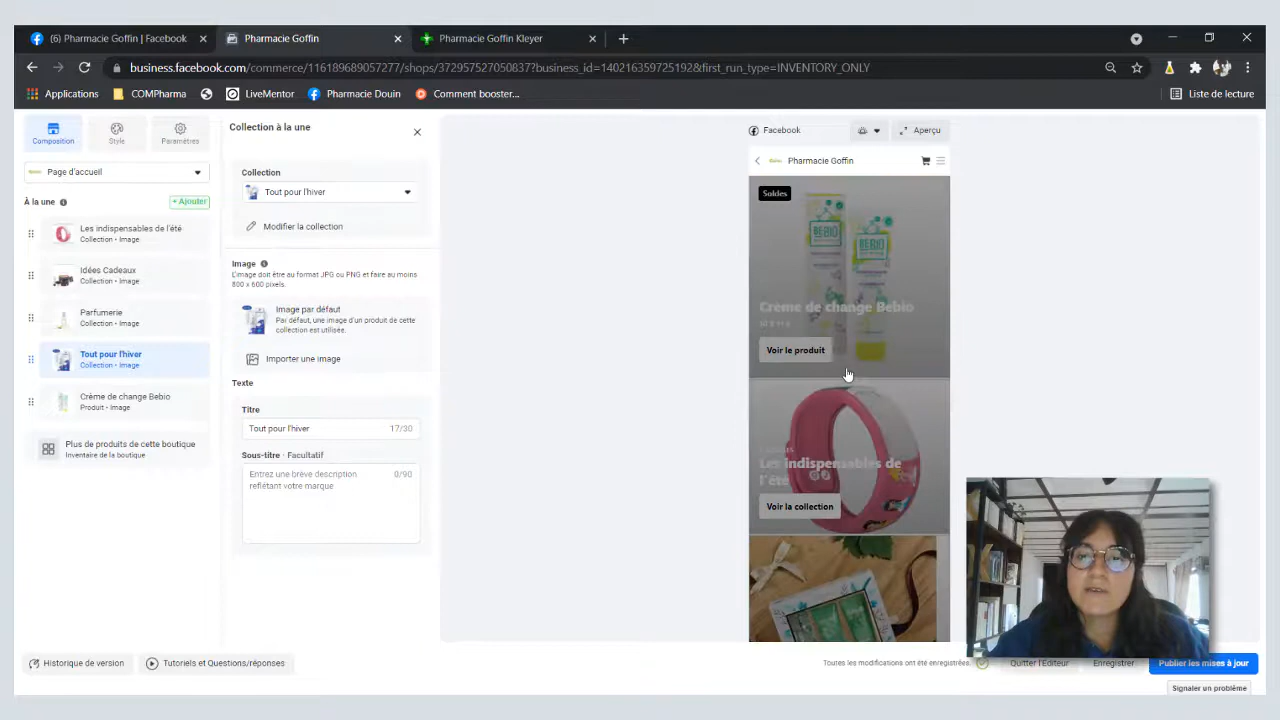 (6) Pharmacie Goffin | Facebook
Pharmacie Goffin
Pharmacie Goffin Kleyer
business.facebook.com/commerce/116189689057277/shops/372957527050837?business_id=140216359725192&first_run_type=INVENTORY_ONLY
Applications
COMPharma
LiveMentor
Pharmacie Douin
Comment booster...
Liste de lecture
Composition
Style
Paramètres
Page d'accueil
À la une
+ Ajouter
Les indispensables de l'été
Collection • Image
Idées Cadeaux
Collection • Image
Parfumerie
Collection • Image
Tout pour l'hiver
Collection • Image
Crème de change Bebio
Produit • Image
Plus de produits de cette boutique
Inventaire de la boutique
Collection à la une
Collection
Tout pour l'hiver
Modifier la collection
Image
L'image doit être au format JPG ou PNG et faire au moins
800 x 600 pixels.
Image par défaut
Par défaut, une image d'un produit de cette
collection est utilisée.
Importer une image
Texte
Titre
Tout pour l'hiver
17/30
Sous-titre · Facultatif
Entrez une brève description
reflétant votre marque
0/90
Facebook
Aperçu
Pharmacie Goffin
Soldes
BEBIO
BEBIO
Crème de change Bebio
Voir le produit
Les indispensables de
l'été
Voir la collection
Historique de version
Tutoriels et Questions/réponses
Toutes les modifications ont été enregistrées.
Quitter l'Éditeur
Enregistrer
Publier les mises à jour
Signaler un problème